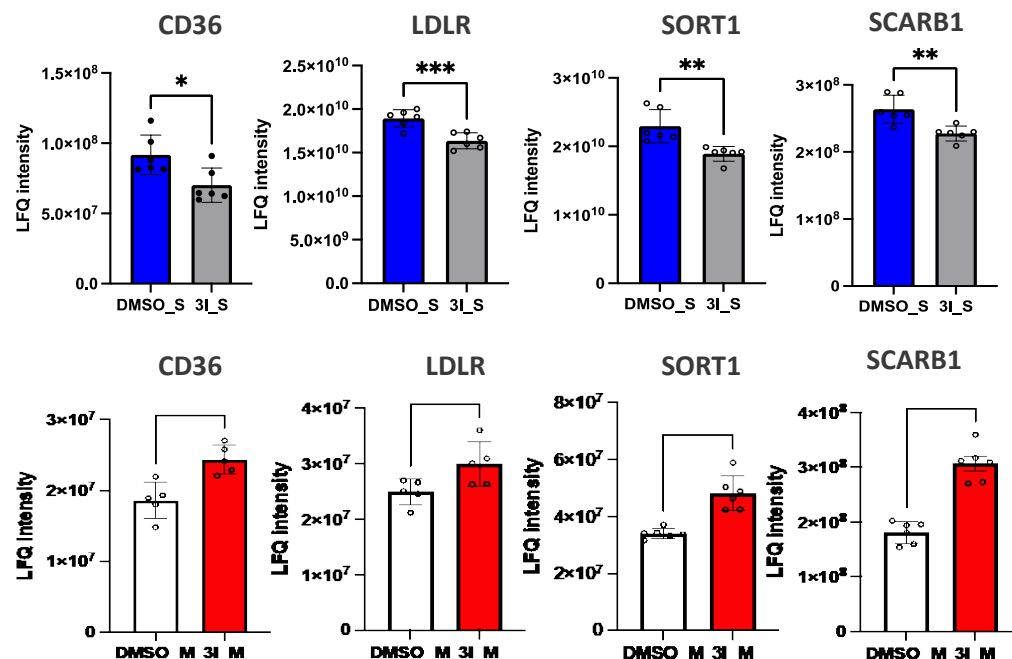 CD36 LDLR SORT1 SCARB1
* *** ** **
LFQ intensity
1.5×10⁸
1.0×10⁸
5.0×10⁷
0.0
DMSO_S 3I_S
LFQ intensity
2.5×10¹⁰
2.0×10¹⁰
1.5×10¹⁰
1.0×10¹⁰
5.0×10⁹
0.0
DMSO_S 3I_S
LFQ intensity
3×10¹⁰
2×10¹⁰
1×10¹⁰
0
DMSO_S 3I_S
LFQ intensity
3×10⁸
2×10⁸
1×10⁸
0
DMSO_S 3I_S
CD36 LDLR SORT1 SCARB1
LFQ intensity
3×10⁷
2×10⁷
1×10⁷
0
DMSO M 3I M
LFQ intensity
4×10⁷
3×10⁷
2×10⁷
1×10⁷
0
DMSO M 3I M
LFQ intensity
8×10⁷
6×10⁷
4×10⁷
2×10⁷
0
DMSO M 3I M
LFQ intensity
4×10⁸
3×10⁸
2×10⁸
1×10⁸
0
DMSO M 3I M